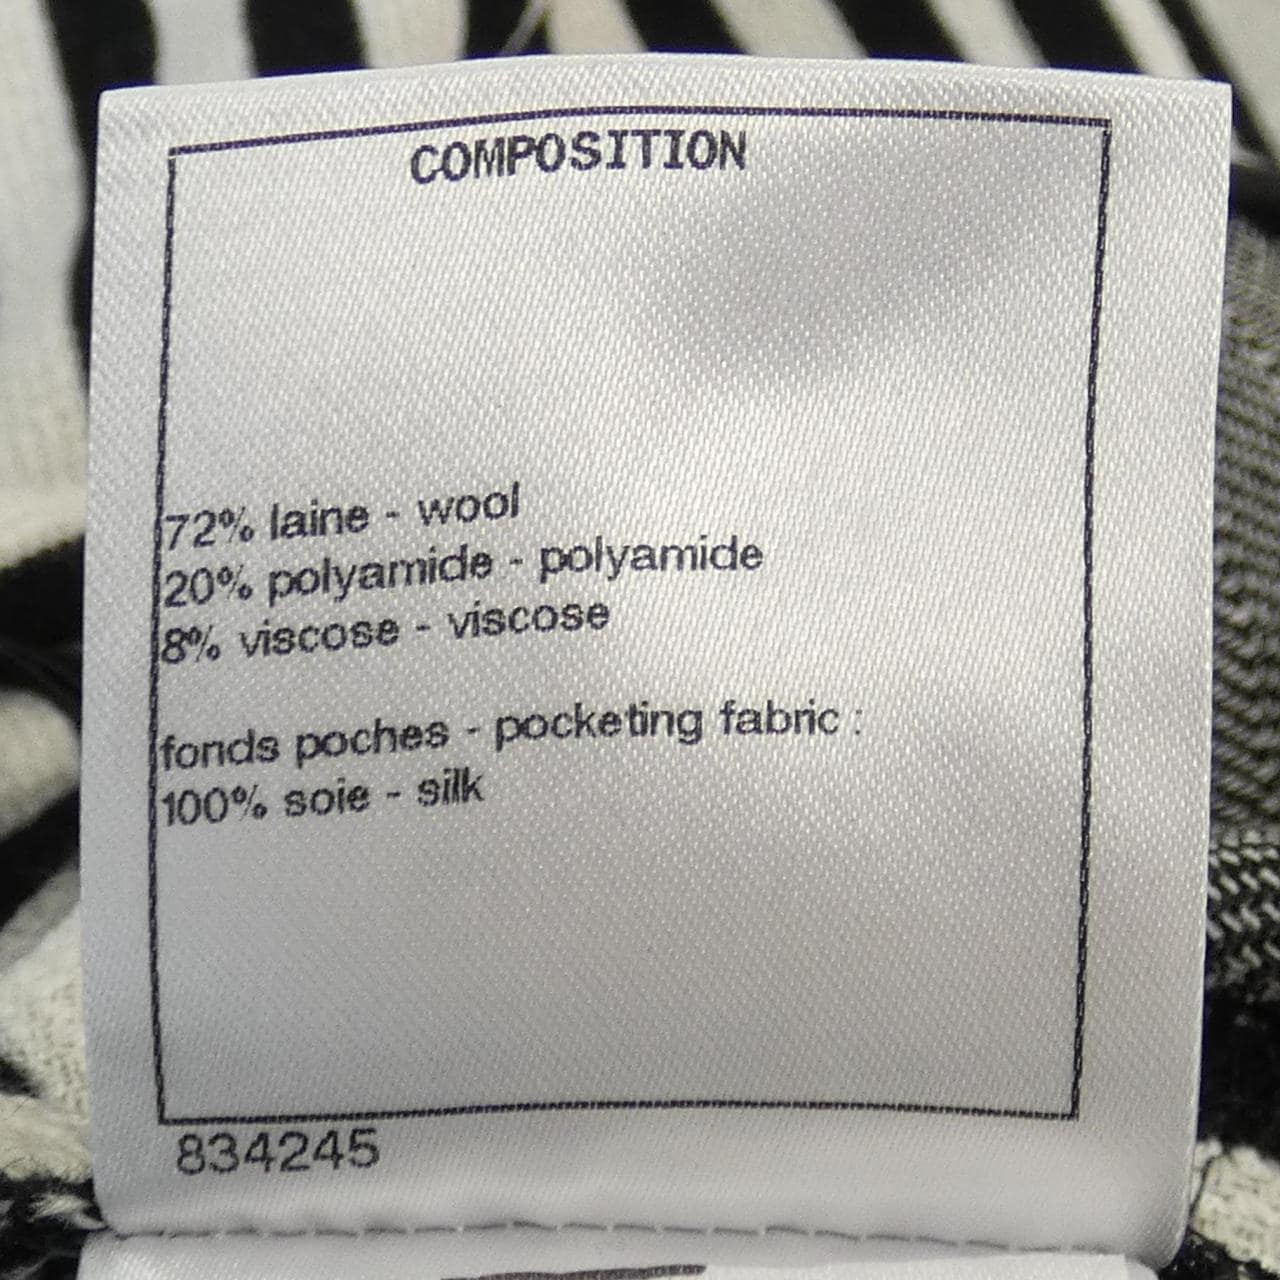 COMPOSITION
72% laine - wool
20% polyamide - polyamide
8% viscose - viscose
fonds poches - pocketing fabric :
100% soie - silk
834245